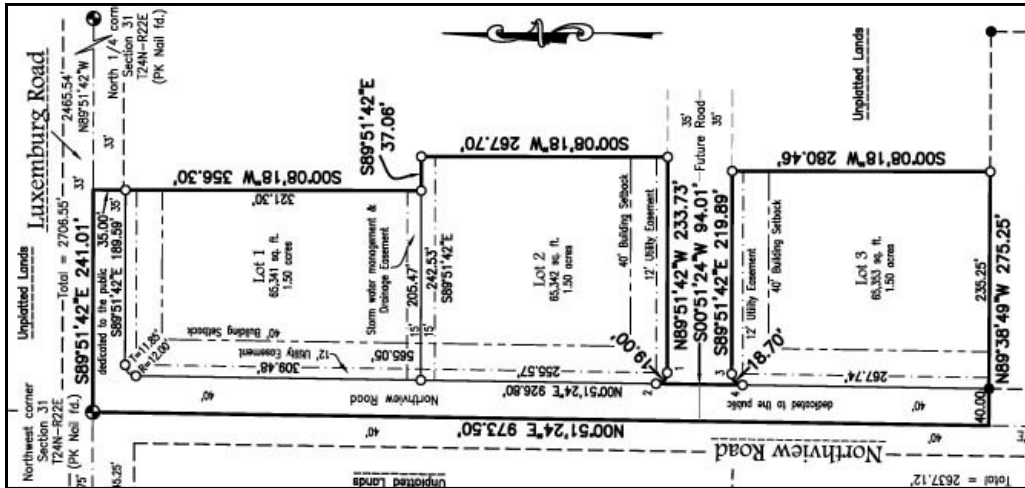 Unplatted Lands
Luxemburg Road
Total = 2706.55'
2465.54'
N89°51'42"W
North 1/4 corn
Section 31
T24N-R22E
(PK Nail fd.)
33'
33'
S89°51'42"E 241.01'
35.00'
dedicated to the public
S89°51'42"E 189.59'
35'
T=11.85'
R=12.00'
S00°08'18"W 356.30'
321.30'
Lot 1
65,341 sq. ft.
1.50 acres
40' Building Setback
12' Utility Easement
309.48'
Storm water management &
Drainage Easement
565.05'
15'
15'
205.47'
242.53'
S89°51'42"E
S89°51'42"E
37.06'
S00°08'18"W 267.70'
Lot 2
65,342 sq. ft.
1.50 acres
40' Building Setback
12' Utility Easement
255.57'
N00°51'24"E 926.80'
19.00'
N89°51'42"W 233.73'
S00°51'24"W 94.01'
S89°51'42"E 219.89'
35'
35'
Future Road
1
2
3
4
18.70'
S00°08'18"W 280.46'
Unplatted Lands
12' Utility Easement
40' Building Setback
Lot 3
65,353 sq. ft.
1.50 acres
235.25'
N89°38'49"W 275.25'
267.74'
40.00
dedicated to the public
40'
40'
Northview Road
40'
N00°51'24"E 973.50'
40'
40'
Northview Road
Unplatted Lands
Total = 2637.12'
Northwest corner
Section 31
T24N-R22E
(PK Nail fd.)
75'
45.25'